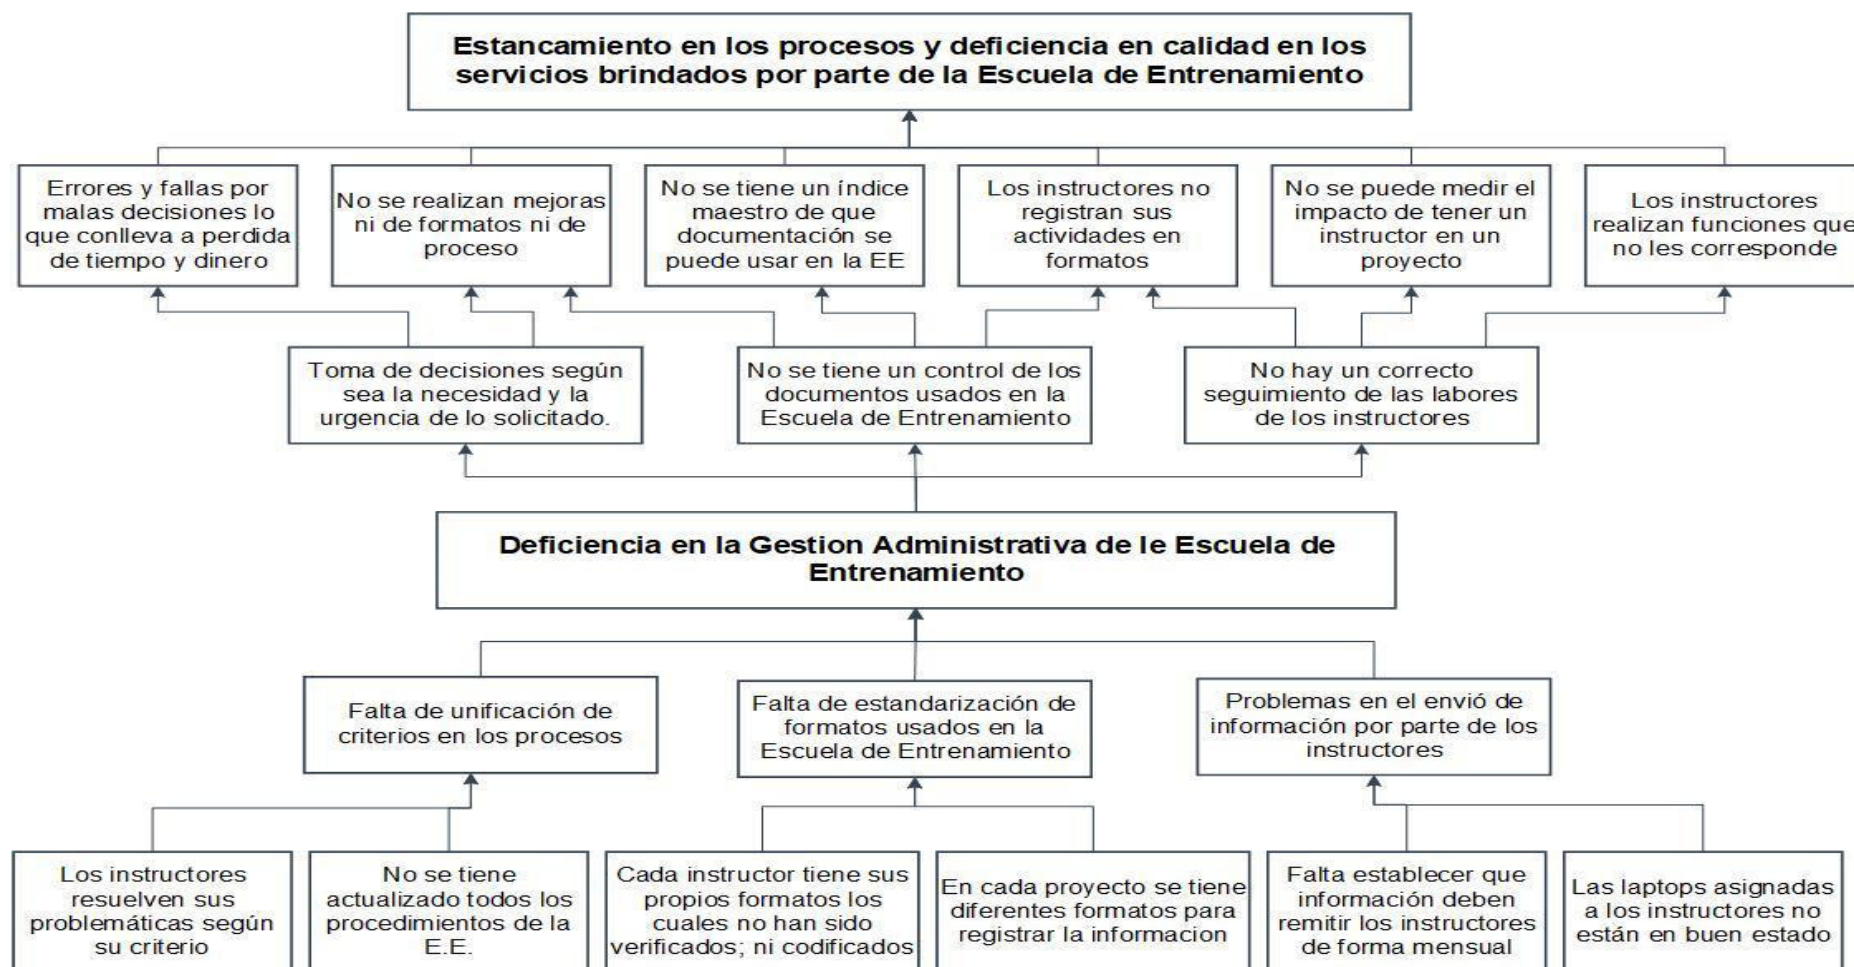 Estancamiento en los procesos y deficiencia en calidad en los
servicios brindados por parte de la Escuela de Entrenamiento
Errores y fallas por
malas decisiones lo
que conlleva a perdida
de tiempo y dinero
No se realizan mejoras
ni de formatos ni de
proceso
No se tiene un índice
maestro de que
documentación se
puede usar en la EE
Los instructores no
registran sus
actividades en
formatos
No se puede medir el
impacto de tener un
instructor en un
proyecto
Los instructores
realizan funciones que
no les corresponde
Toma de decisiones según
sea la necesidad y la
urgencia de lo solicitado.
No se tiene un control de los
documentos usados en la
Escuela de Entrenamiento
No hay un correcto
seguimiento de las labores
de los instructores
Deficiencia en la Gestion Administrativa de le Escuela de
Entrenamiento
Falta de unificación de
criterios en los procesos
Falta de estandarización de
formatos usados en la
Escuela de Entrenamiento
Problemas en el envió de
información por parte de los
instructores
Los instructores
resuelven sus
problemáticas según
su criterio
No se tiene
actualizado todos los
procedimientos de la
E.E.
Cada instructor tiene sus
propios formatos los
cuales no han sido
verificados; ni codificados
En cada proyecto se tiene
diferentes formatos para
registrar la informacion
Falta establecer que
información deben
remitir los instructores
de forma mensual
Las laptops asignadas
a los instructores no
están en buen estado